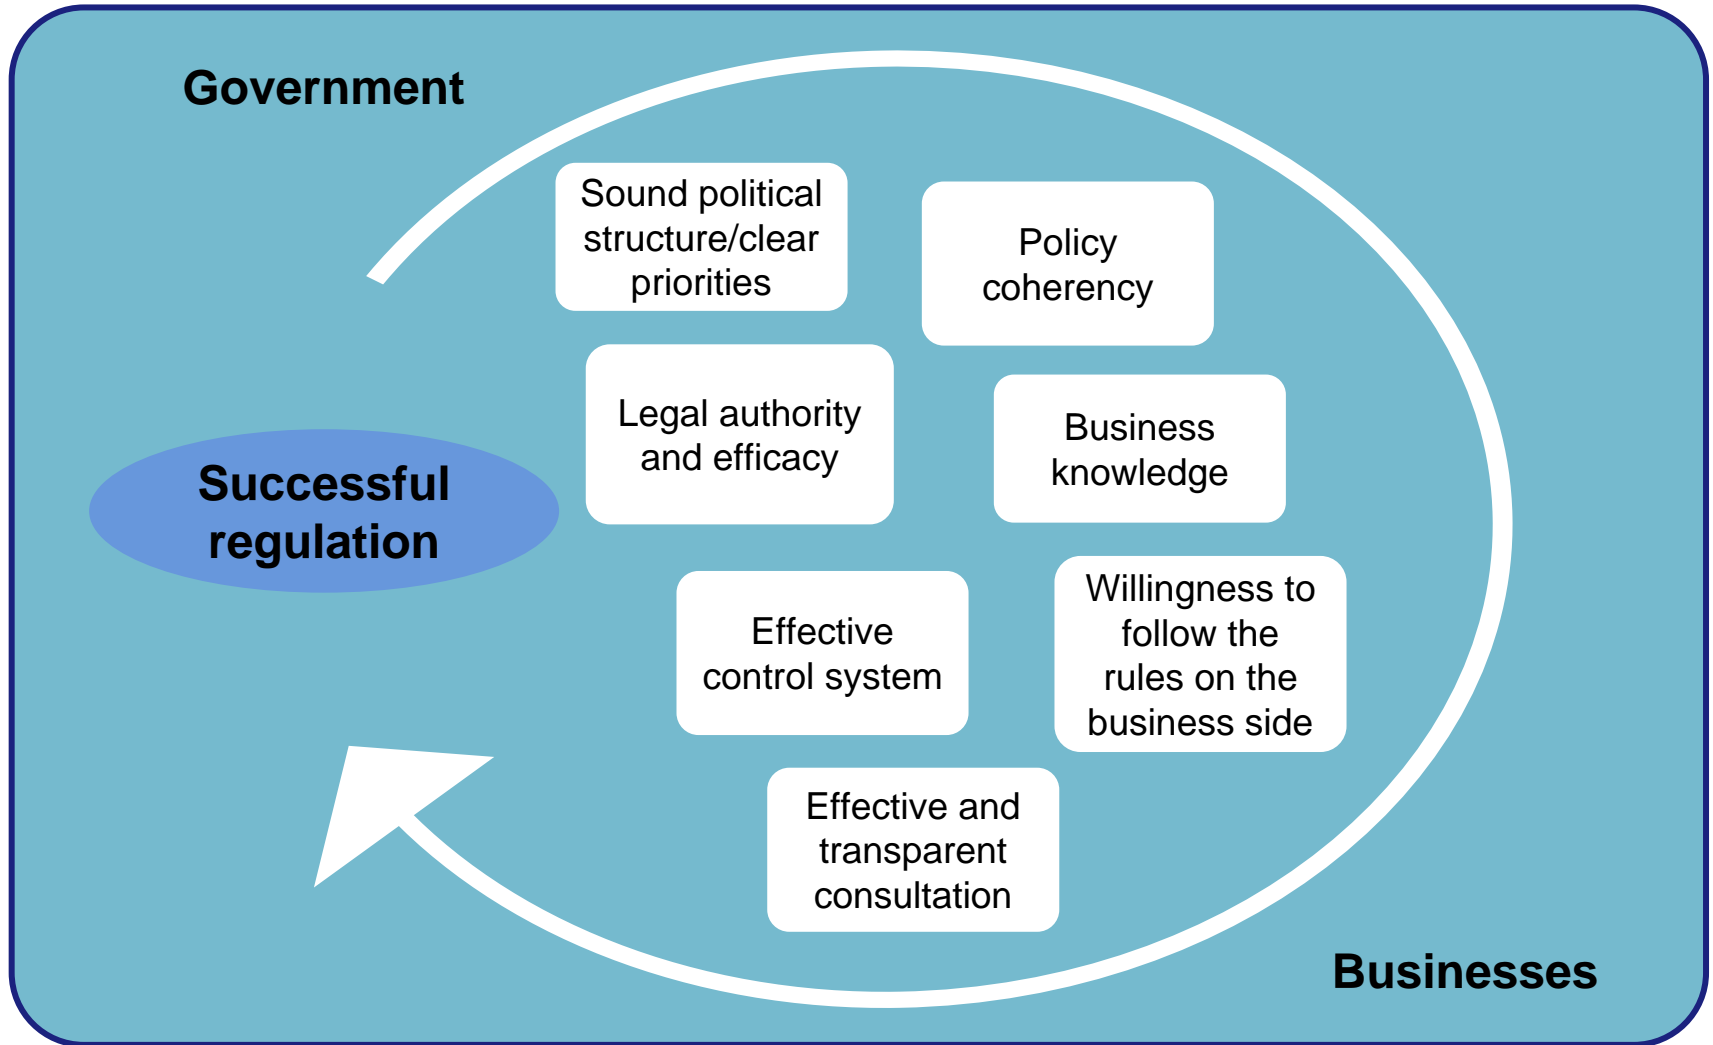 Government
Sound political
structure/clear
priorities
Policy
coherency
Legal authority
and efficacy
Business
knowledge
Successful
regulation
Effective
control system
Willingness to
follow the
rules on the
business side
Effective and
transparent
consultation
Businesses